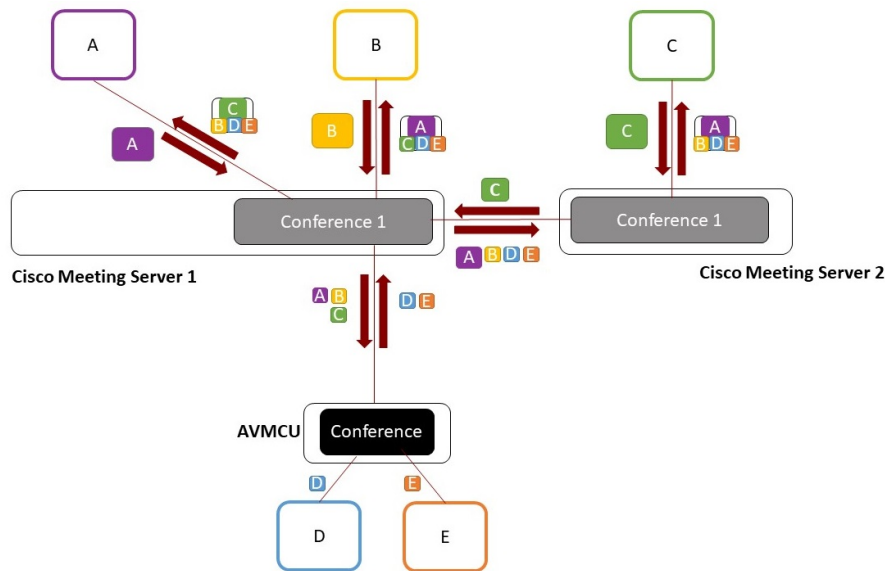 A
B
C
C
B D E
A
B
A
C D E
C
A
B D E
C
Conference 1
Conference 1
A B D E
Cisco Meeting Server 1
Cisco Meeting Server 2
A B
C
D E
AVMCU
Conference
D
E
D
E